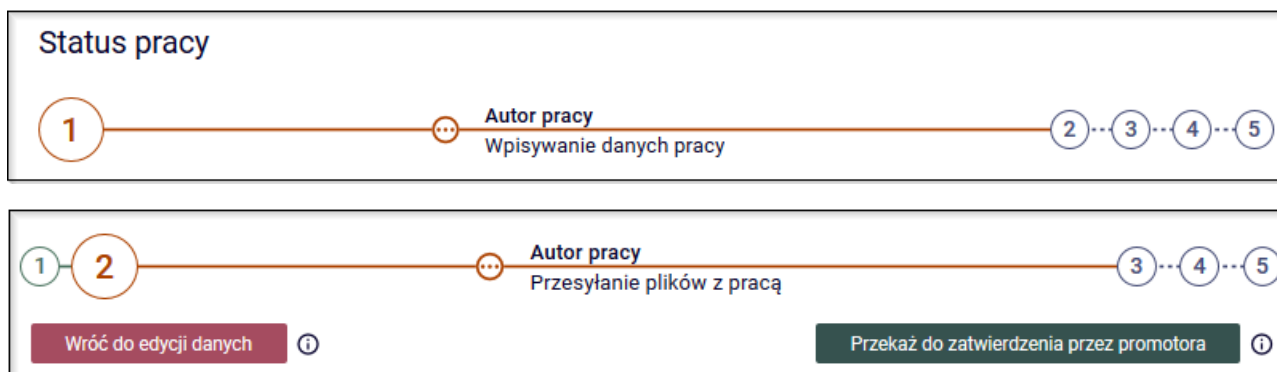 Status pracy
1
Autor pracy
Wpisywanie danych pracy
2 3 4 5
1 2
Autor pracy
Przesyłanie plików z pracą
3 4 5
Wróć do edycji danych
Przekaż do zatwierdzenia przez promotora